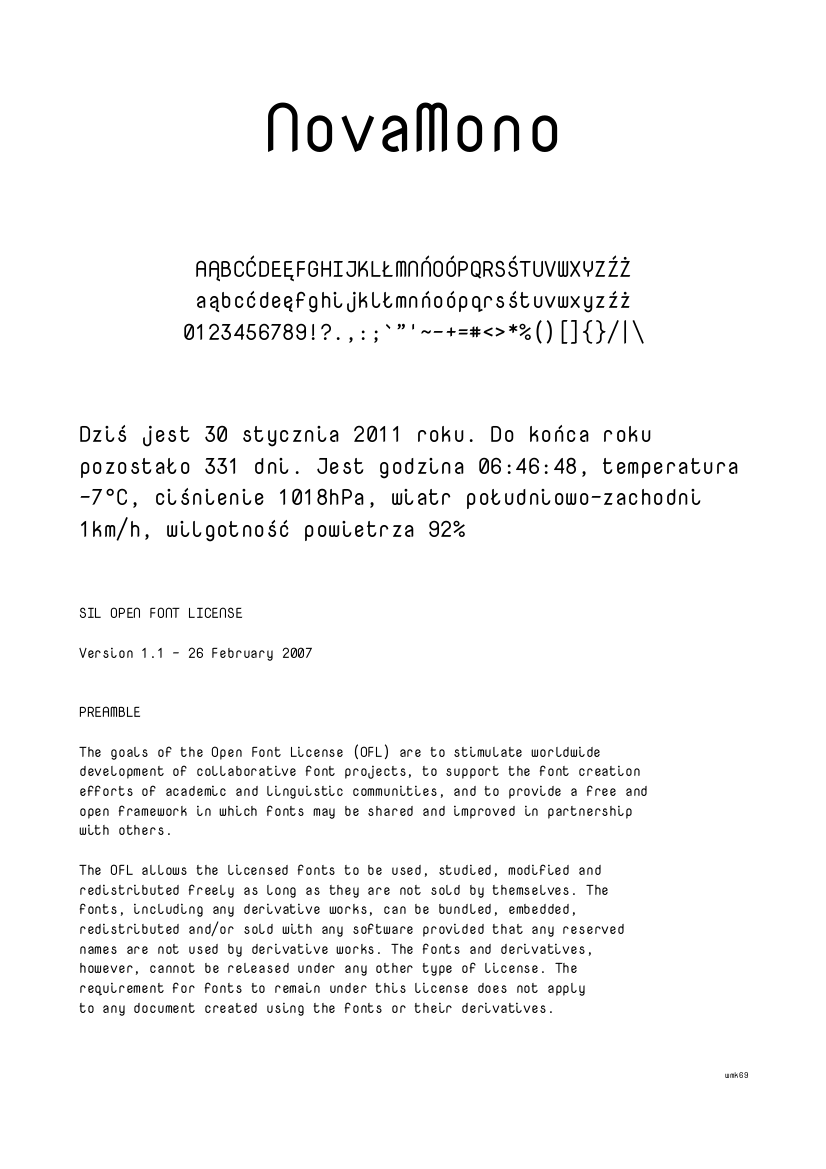 NovaMono
AĄBCĆDEĘFGHIJKLŁMNŃOÓPQRSŚTUVWXYZŹŻ
aąbcćdeęfghijklłmnńoópqrsśtuvwxyzźż
0123456789!?.,:;`”'~-+=#<>*%()[]{}/|\
Dziś jest 30 stycznia 2011 roku. Do końca roku
pozostało 331 dni. Jest godzina 06:46:48, temperatura
-7°C, ciśnienie 1018hPa, wiatr południowo-zachodni
1km/h, wilgotność powietrza 92%
SIL OPEN FONT LICENSE
Version 1.1 - 26 February 2007
PREAMBLE
The goals of the Open Font License (OFL) are to stimulate worldwide
development of collaborative font projects, to support the font creation
efforts of academic and linguistic communities, and to provide a free and
open framework in which fonts may be shared and improved in partnership
with others.
The OFL allows the licensed fonts to be used, studied, modified and
redistributed freely as long as they are not sold by themselves. The
fonts, including any derivative works, can be bundled, embedded,
redistributed and/or sold with any software provided that any reserved
names are not used by derivative works. The fonts and derivatives,
however, cannot be released under any other type of license. The
requirement for fonts to remain under this license does not apply
to any document created using the fonts or their derivatives.
wmk69